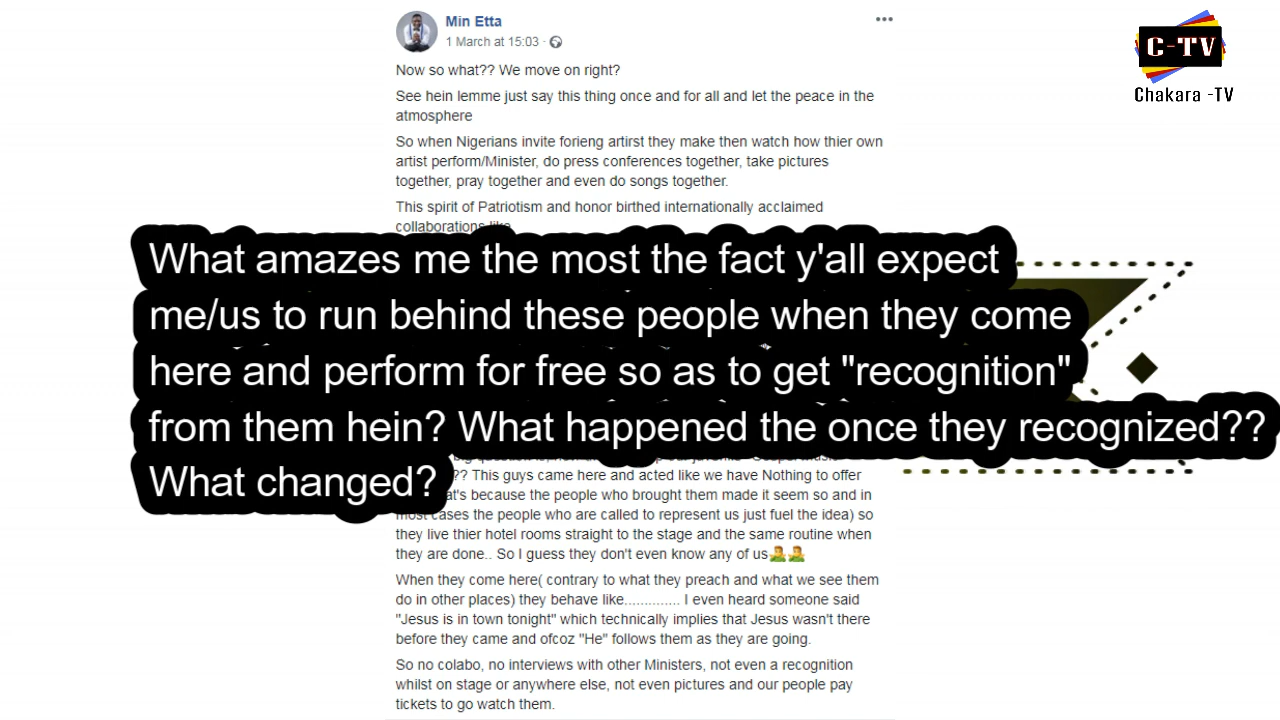 Min Etta
1 March at 15:03 ·
C-TV
Chakara -TV
Now so what?? We move on right?
See hein lemme just say this thing once and for all and let the peace in the
atmosphere
So when Nigerians invite forieng artirst they make then watch how thier own
artist perform/Minister, do press conferences together, take pictures
together, pray together and even do songs together.
This spirit of Patriotism and honor birthed internationally acclaimed
collaborations like
What amazes me the most the fact y'all expect
me/us to run behind these people when they come
here and perform for free so as to get "recognition"
from them hein? What happened the once they recognized??
What changed?
?? This guys came here and acted like we have Nothing to offer
because the people who brought them made it seem so and in
most cases the people who are called to represent us just fuel the idea) so
they live thier hotel rooms straight to the stage and the same routine when
they are done.. So I guess they don't even know any of us🤷🤷
When they come here( contrary to what they preach and what we see them
do in other places) they behave like.............. I even heard someone said
"Jesus is in town tonight" which technically implies that Jesus wasn't there
before they came and ofcoz "He" follows them as they are going.
So no colabo, no interviews with other Ministers, not even a recognition
whilst on stage or anywhere else, not even pictures and our people pay
tickets to go watch them.